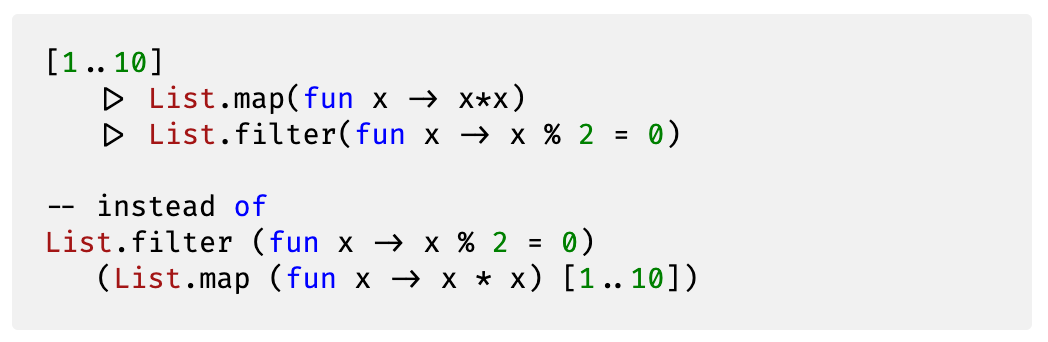 [1..10]
    |> List.map(fun x -> x*x)
    |> List.filter(fun x -> x % 2 = 0)

-- instead of
List.filter (fun x -> x % 2 = 0)
   (List.map (fun x -> x * x) [1..10])